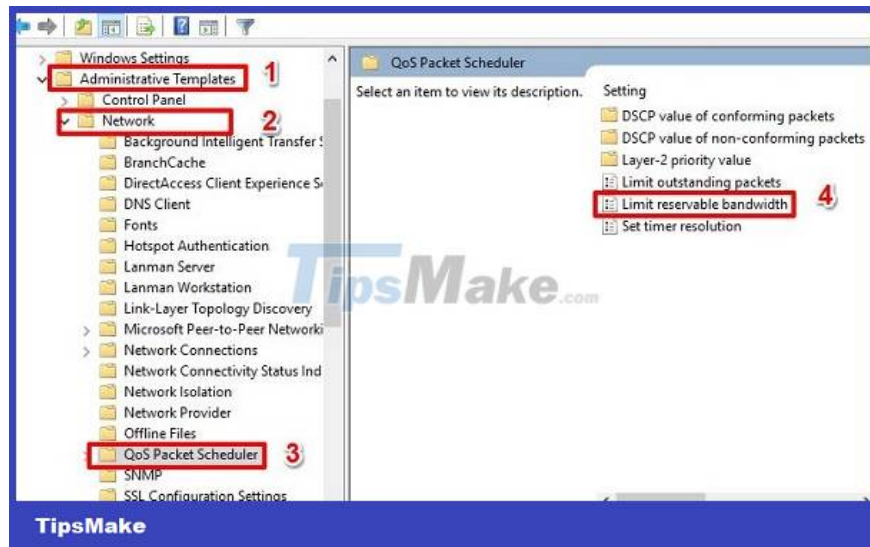 Windows Settings
Administrative Templates 1
Control Panel
Network 2
Background Intelligent Transfer S
BranchCache
DirectAccess Client Experience Se
DNS Client
Fonts
Hotspot Authentication
Lanman Server
Lanman Workstation
Link-Layer Topology Discovery
Microsoft Peer-to-Peer Networki
Network Connections
Network Connectivity Status Ind
Network Isolation
Network Provider
Offline Files
QoS Packet Scheduler 3
SNMP
SSL Configuration Settings
QoS Packet Scheduler
Select an item to view its description.
Setting
DSCP value of conforming packets
DSCP value of non-conforming packets
Layer-2 priority value
Limit outstanding packets
Limit reservable bandwidth 4
Set timer resolution
TipsMake.com
TipsMake